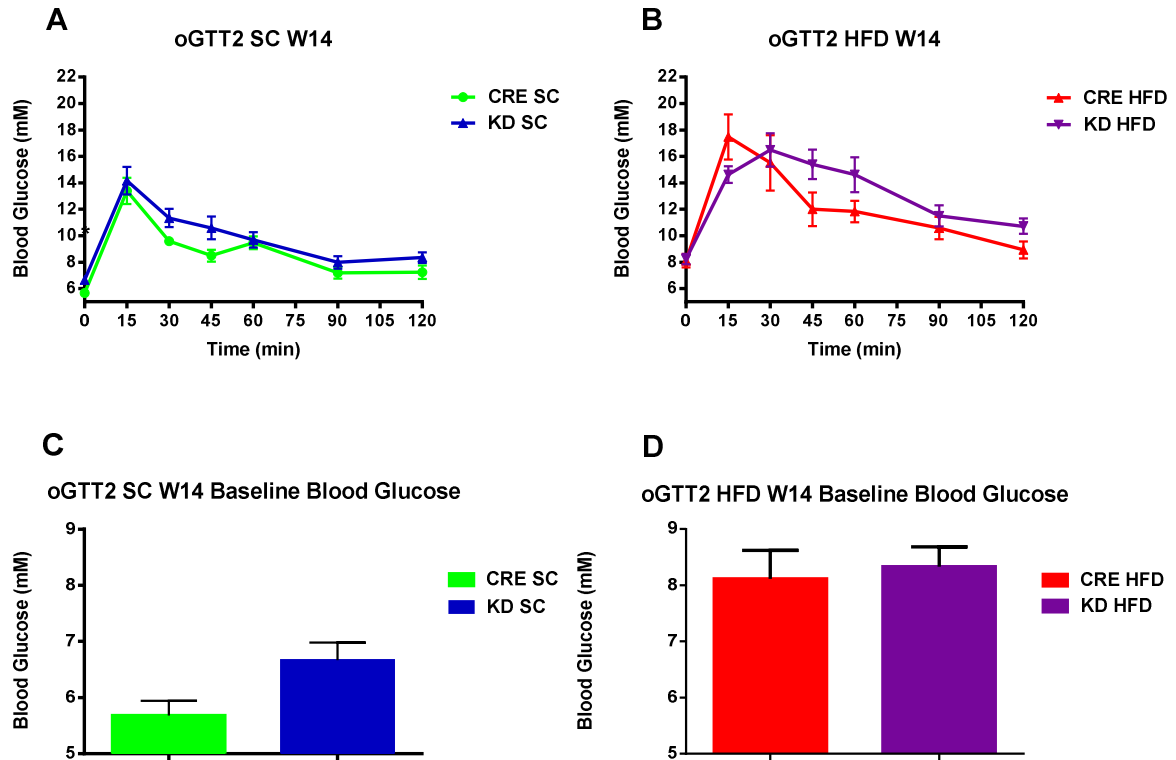 A
oGTT2 SC W14
Blood Glucose (mM)
22
20
18
16
14
12
10
8
6
*
0 15 30 45 60 75 90 105 120
Time (min)
CRE SC
KD SC
B
oGTT2 HFD W14
Blood Glucose (mM)
22
20
18
16
14
12
10
8
6
0 15 30 45 60 75 90 105 120
Time (min)
CRE HFD
KD HFD
C
oGTT2 SC W14 Baseline Blood Glucose
Blood Glucose (mM)
9
8
7
6
5
CRE SC
KD SC
D
oGTT2 HFD W14 Baseline Blood Glucose
Blood Glucose (mM)
9
8
7
6
5
CRE HFD
KD HFD